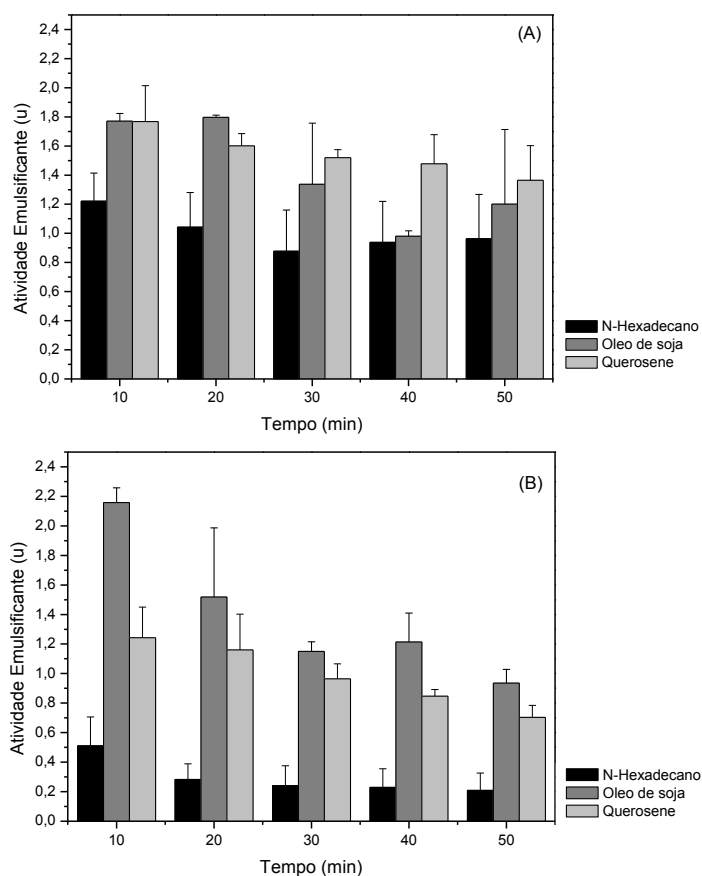 (A)
Atividade Emulsificante (u)
2,4
2,2
2,0
1,8
1,6
1,4
1,2
1,0
0,8
0,6
0,4
0,2
0,0
10 20 30 40 50
Tempo (min)
N-Hexadecano
Oleo de soja
Querosene
(B)
Atividade Emulsificante (u)
2,4
2,2
2,0
1,8
1,6
1,4
1,2
1,0
0,8
0,6
0,4
0,2
0,0
10 20 30 40 50
Tempo (min)
N-Hexadecano
Oleo de soja
Querosene